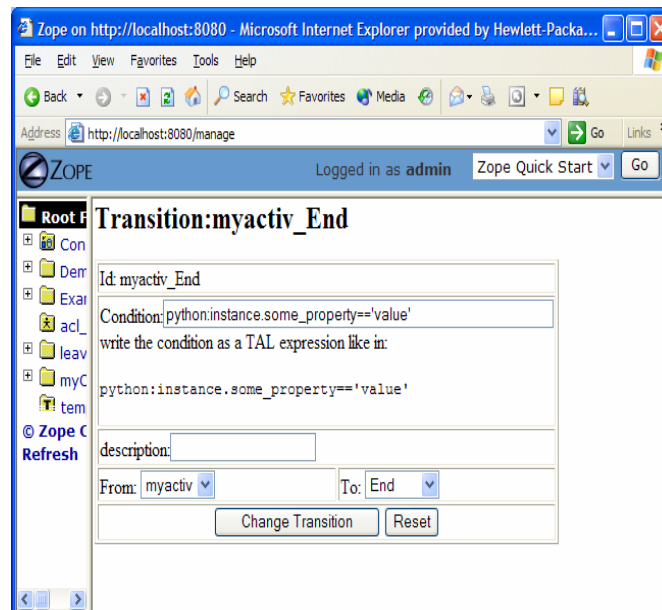 Zope on http://localhost:8080 - Microsoft Internet Explorer provided by Hewlett-Packa...
File Edit View Favorites Tools Help
Back Search Favorites Media
Address http://localhost:8080/manage Go Links
ZOPE Logged in as admin Zope Quick Start Go
Root F
Con
Dem
Exar
acl_
leav
myC
tem
© Zope C
Refresh
Transition:myactiv_End
Id: myactiv_End
Condition:python:instance.some_property=='value'
write the condition as a TAL expression like in:
python:instance.some_property=='value'
description:
From: myactiv To: End
Change Transition Reset